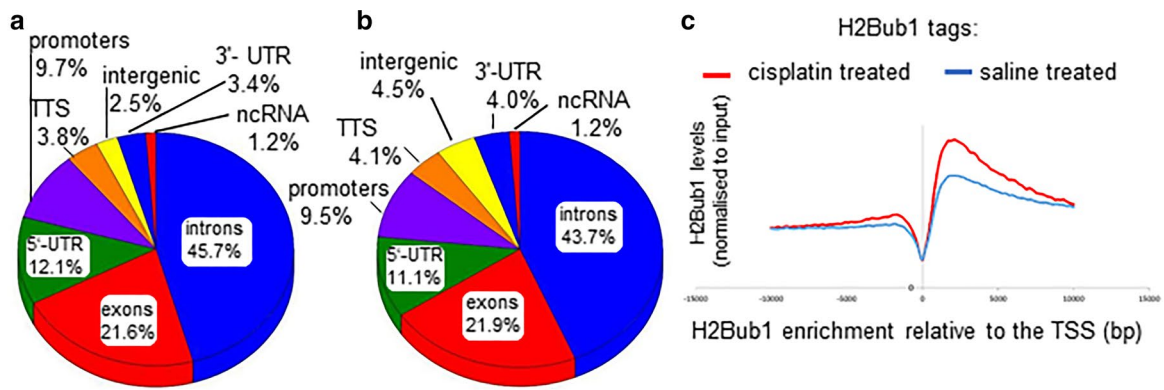 a
promoters
9.7%
TTS
3.8%
intergenic
2.5%
3'- UTR
3.4%
ncRNA
1.2%
introns
45.7%
exons
21.6%
5'-UTR
12.1%
b
intergenic
4.5%
3'-UTR
4.0%
ncRNA
1.2%
TTS
4.1%
promoters
9.5%
5'-UTR
11.1%
introns
43.7%
exons
21.9%
c
H2Bub1 tags:
cisplatin treated
saline treated
H2Bub1 levels
(normalised to input)
0
-15000 -10000 -5000 0 5000 10000 15000
H2Bub1 enrichment relative to the TSS (bp)